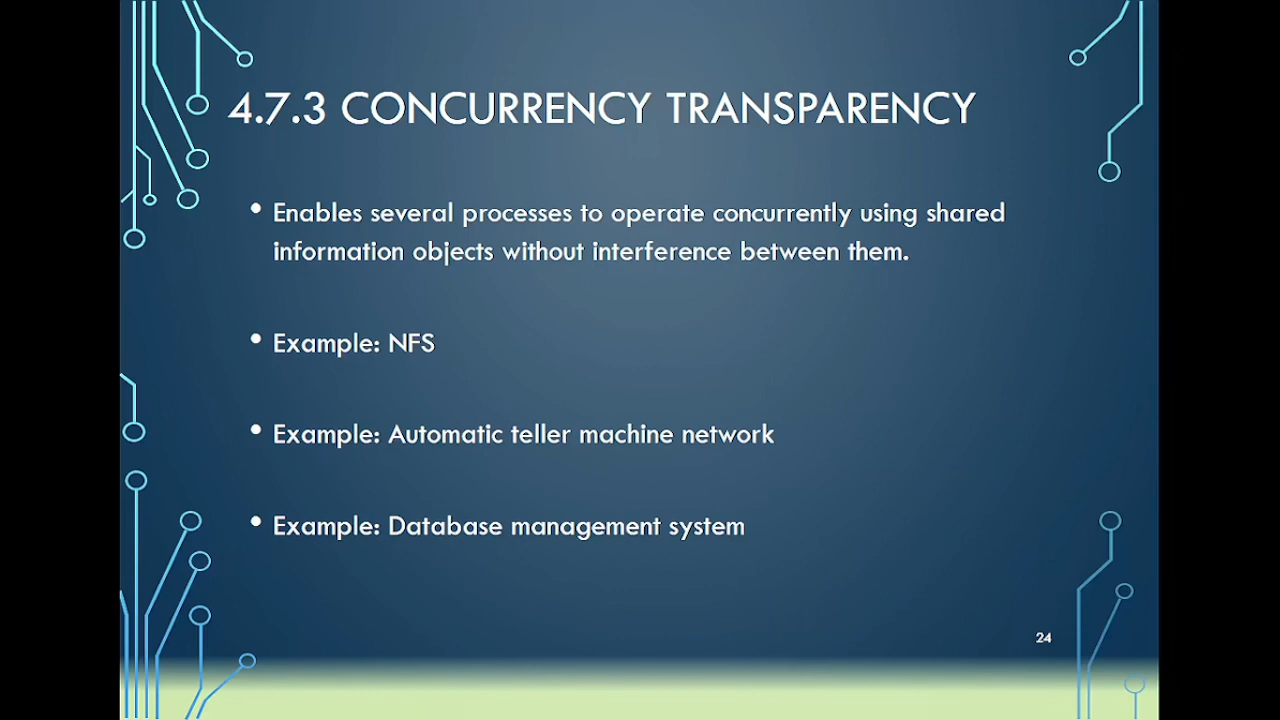 4.7.3 CONCURRENCY TRANSPARENCY
• Enables several processes to operate concurrently using shared
information objects without interference between them.
• Example: NFS
• Example: Automatic teller machine network
• Example: Database management system
24